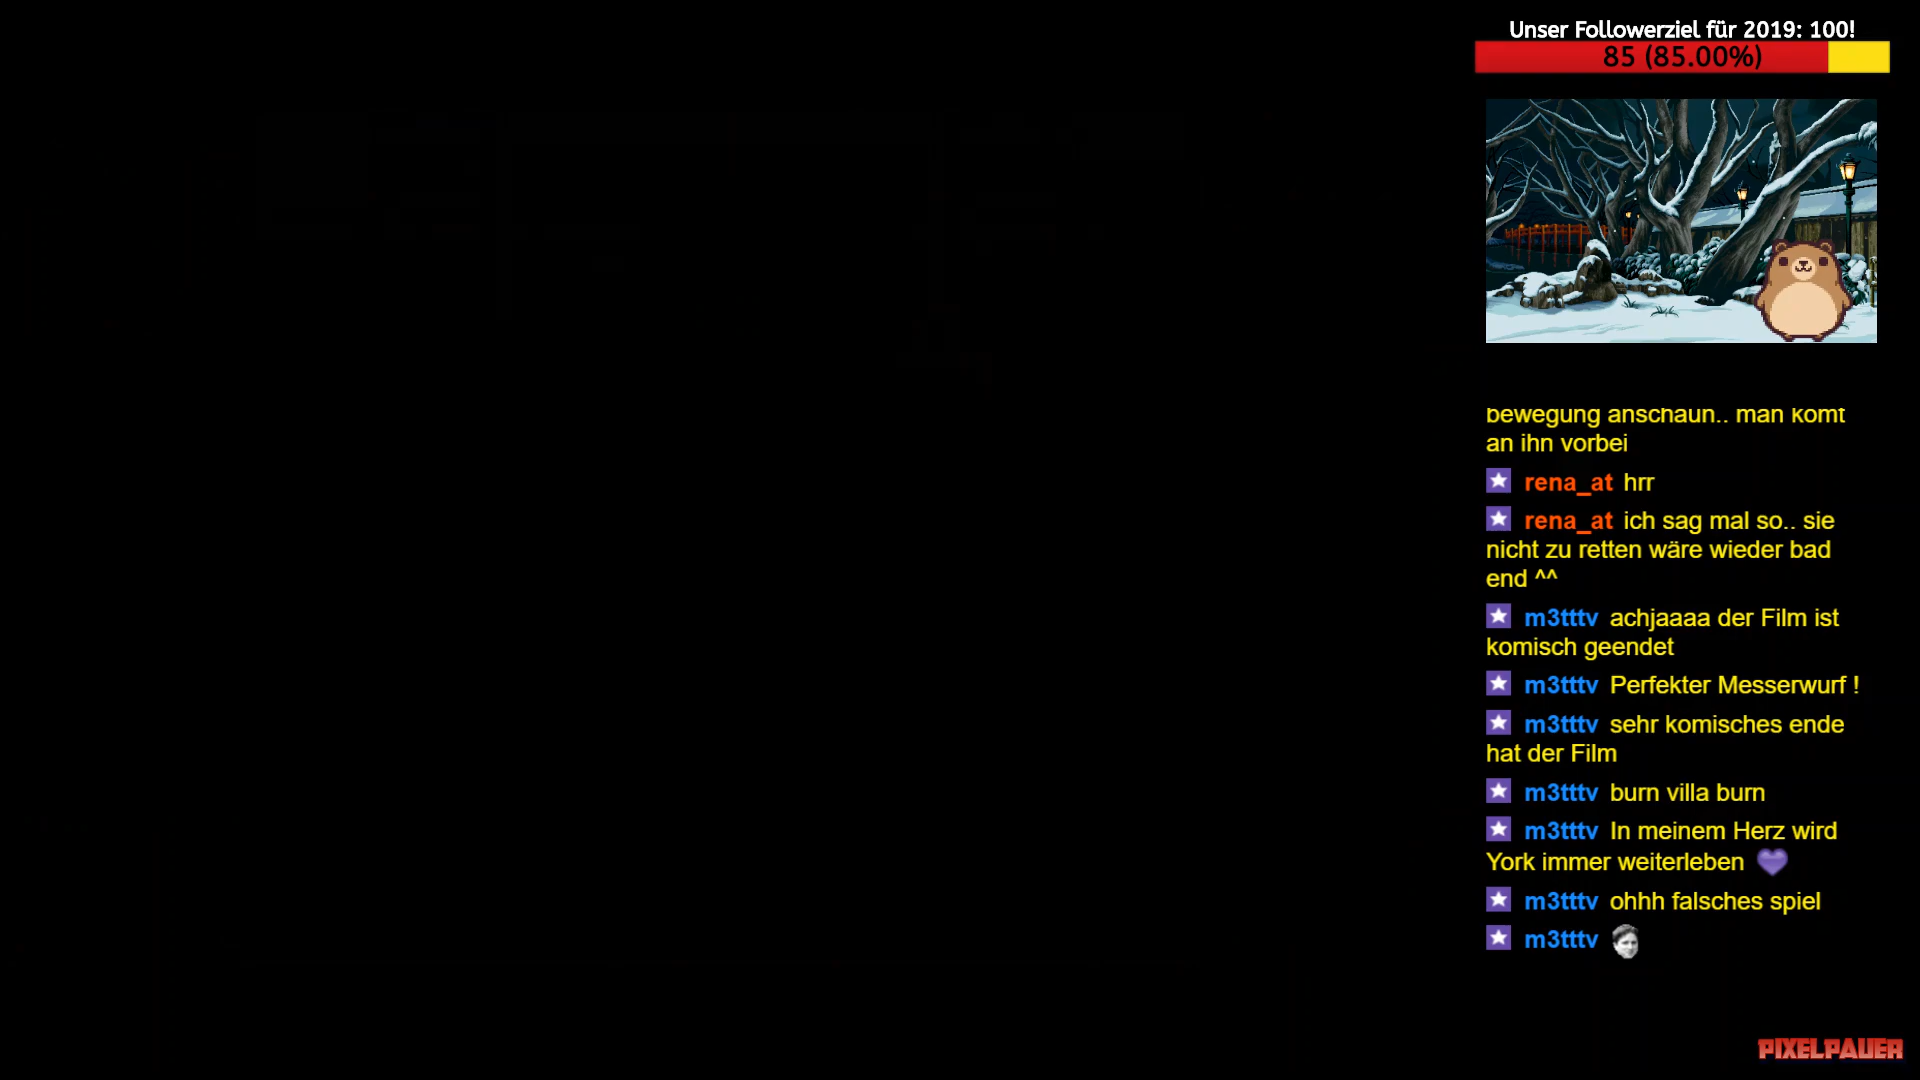 Unser Followerziel für 2019: 100!
85 (85.00%)
bewegung anschaun.. man komt
an ihn vorbei
rena_at hrr
rena_at ich sag mal so.. sie
nicht zu retten wäre wieder bad
end ^^
m3tttv achjaaaa der Film ist
komisch geendet
m3tttv Perfekter Messerwurf !
m3tttv sehr komisches ende
hat der Film
m3tttv burn villa burn
m3tttv In meinem Herz wird
York immer weiterleben
m3tttv ohhh falsches spiel
m3tttv
PIXELPAUER